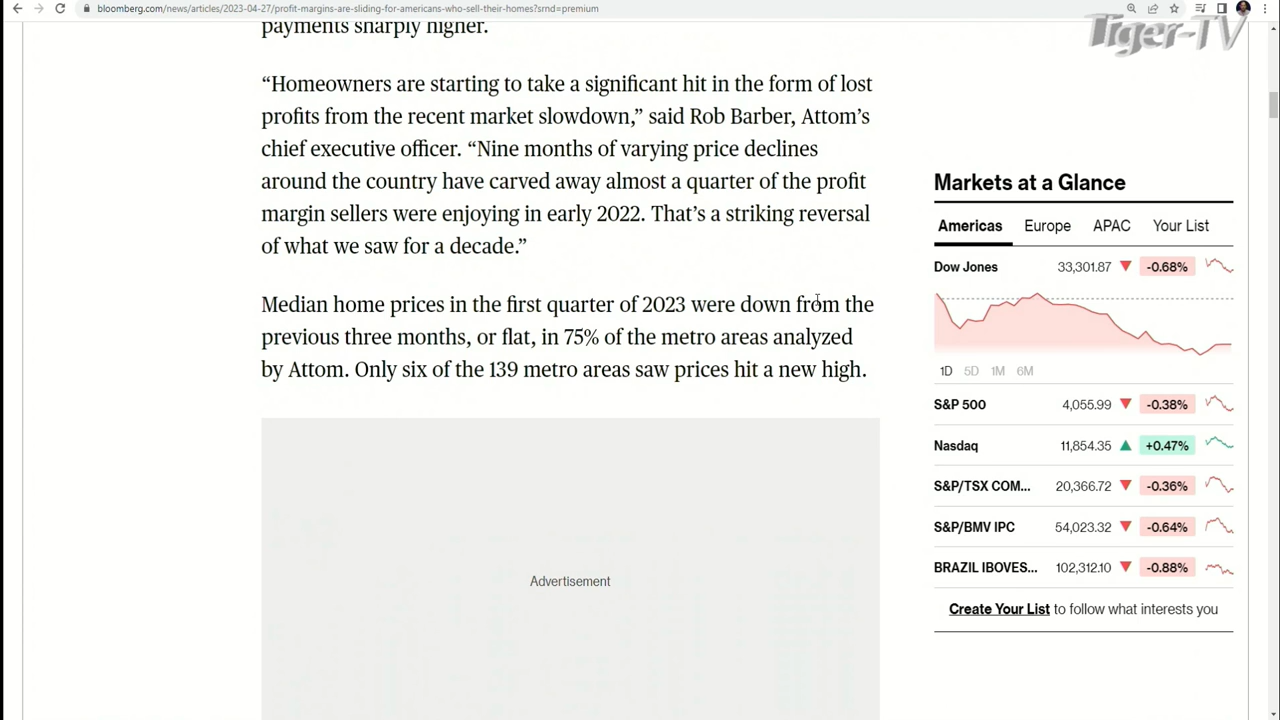 bloomberg.com/news/articles/2023-04-27/profit-margins-are-sliding-for-americans-who-sell-their-homes?srnd=premium
Tiger-TV
payments sharply higher.
“Homeowners are starting to take a significant hit in the form of lost
profits from the recent market slowdown,” said Rob Barber, Attom’s
chief executive officer. “Nine months of varying price declines
around the country have carved away almost a quarter of the profit
margin sellers were enjoying in early 2022. That’s a striking reversal
of what we saw for a decade.”
Median home prices in the first quarter of 2023 were down from the
previous three months, or flat, in 75% of the metro areas analyzed
by Attom. Only six of the 139 metro areas saw prices hit a new high.
Advertisement
Markets at a Glance
Americas Europe APAC Your List
Dow Jones 33,301.87 ▼ -0.68%
1D 5D 1M 6M
S&P 500 4,055.99 ▼ -0.38%
Nasdaq 11,854.35 ▲ +0.47%
S&P/TSX COM... 20,366.72 ▼ -0.36%
S&P/BMV IPC 54,023.32 ▼ -0.64%
BRAZIL IBOVES... 102,312.10 ▼ -0.88%
Create Your List to follow what interests you